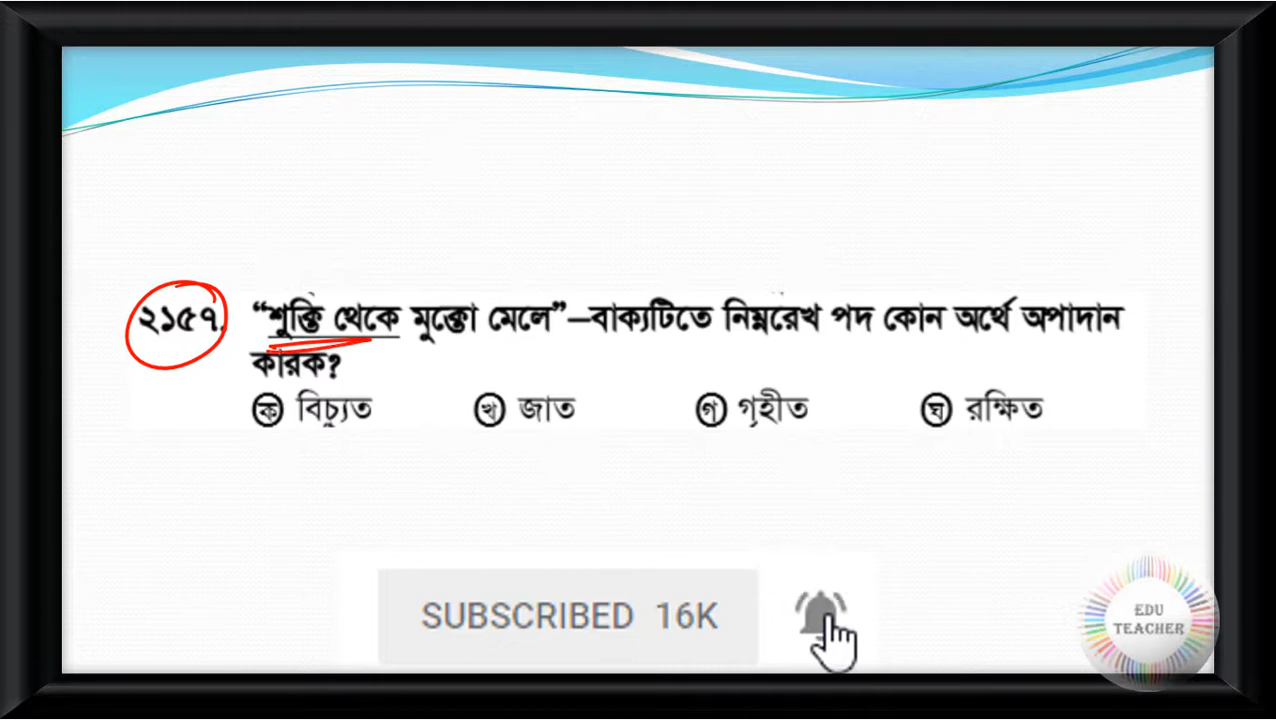 ২১৫৭. “শুক্তি থেকে মুক্তো মেলে”–বাক্যটিতে নিম্নরেখ পদ কোন অর্থে অপাদান
কারক?
ক বিচ্যুত খ জাত গ গৃহীত ঘ রক্ষিত
SUBSCRIBED 16K
EDU
TEACHER